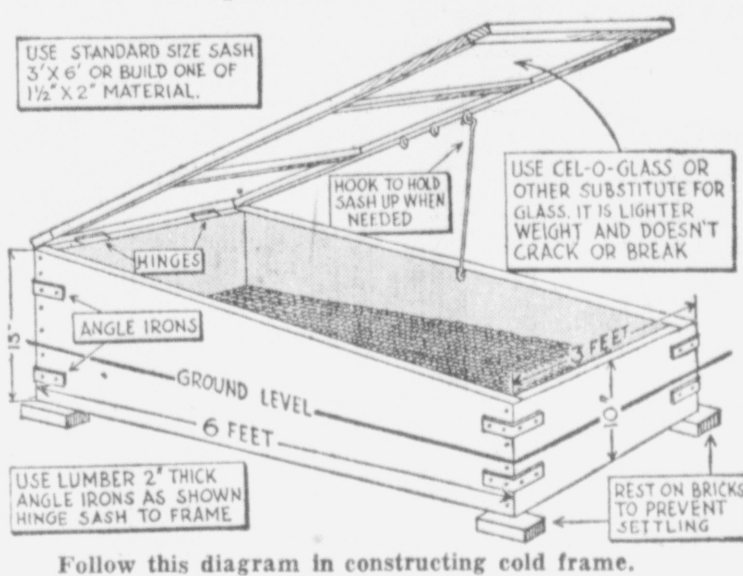 USE STANDARD SIZE SASH
3'X 6' OR BUILD ONE OF
1½"X 2" MATERIAL.
HOOK TO HOLD
SASH UP WHEN
NEEDED
USE CEL-O-GLASS OR
OTHER SUBSTITUTE FOR
GLASS. IT IS LIGHTER
WEIGHT AND DOESN'T
CRACK OR BREAK
HINGES
ANGLE IRONS
15"
3 FEET
GROUND LEVEL
6 FEET
10"
USE LUMBER 2" THICK
ANGLE IRONS AS SHOWN
HINGE SASH TO FRAME
REST ON BRICKS
TO PREVENT
SETTLING
Follow this diagram in constructing cold frame.